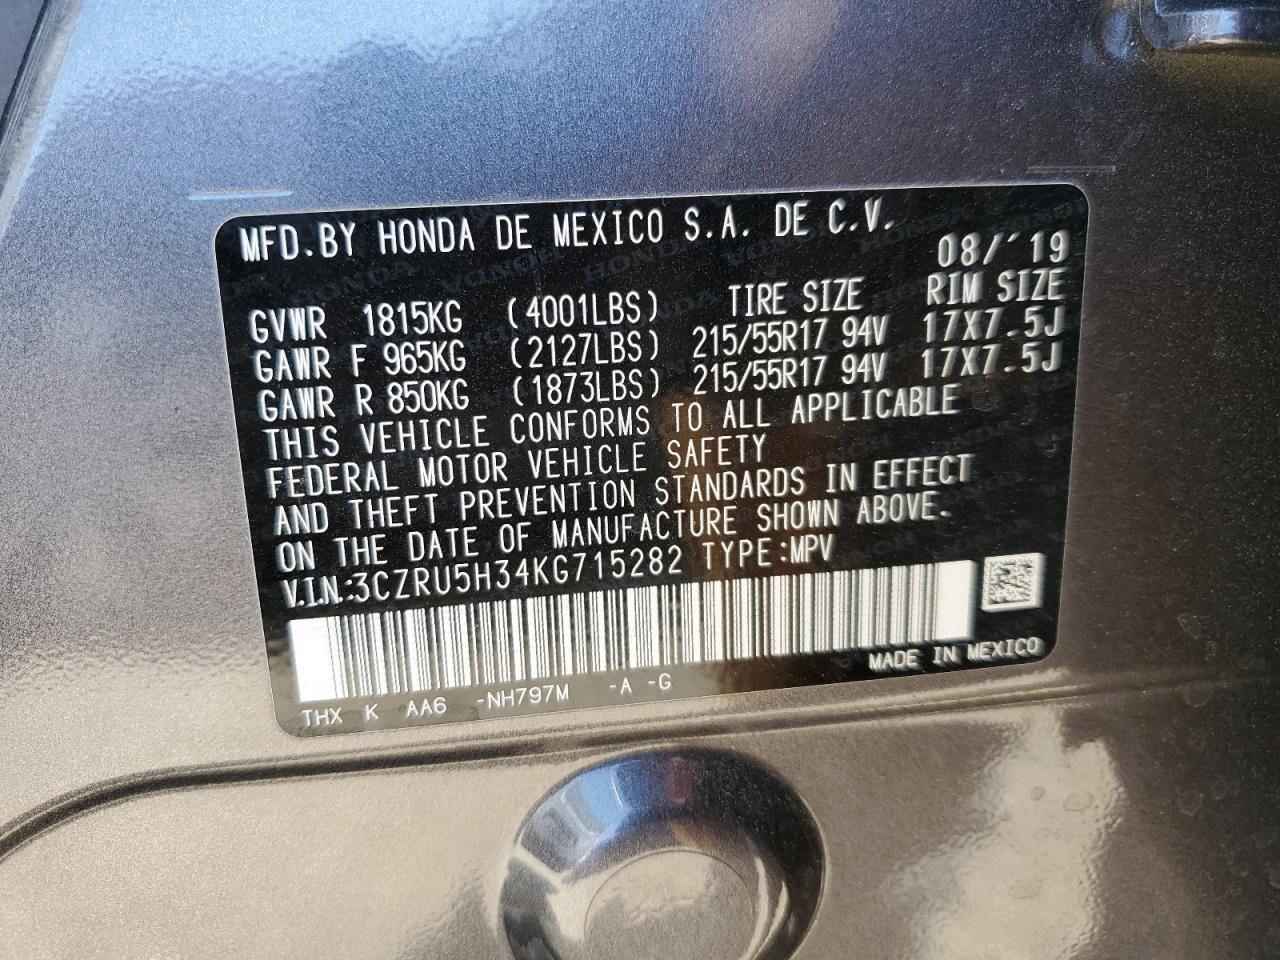 MFD.BY HONDA DE MEXICO S.A. DE C.V.
08/´19
GVWR 1815KG (4001LBS) TIRE SIZE RIM SIZE
GAWR F 965KG (2127LBS) 215/55R17 94V 17X7.5J
GAWR R 850KG (1873LBS) 215/55R17 94V 17X7.5J
THIS VEHICLE CONFORMS TO ALL APPLICABLE
FEDERAL MOTOR VEHICLE SAFETY
AND THEFT PREVENTION STANDARDS IN EFFECT
ON THE DATE OF MANUFACTURE SHOWN ABOVE.
V.I.N.:3CZRU5H34KG715282 TYPE:MPV
MADE IN MEXICO
THX K AA6 -NH797M -A -G